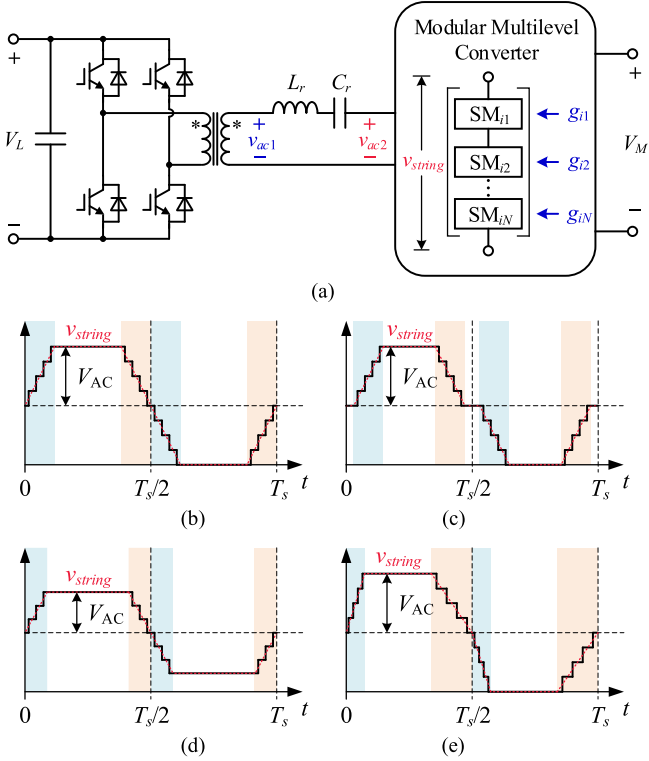 Modular Multilevel
Converter
+
V_L
−
* *
+
v_ac1
−
L_r
C_r
+
v_ac2
−
v_string
SM_i1
SM_i2
SM_iN
g_i1
g_i2
g_iN
+
V_M
−
(a)
v_string
V_AC
0
T_s/2
T_s
t
(b)
v_string
V_AC
0
T_s/2
T_s
t
(c)
v_string
V_AC
0
T_s/2
T_s
t
(d)
v_string
V_AC
0
T_s/2
T_s
t
(e)